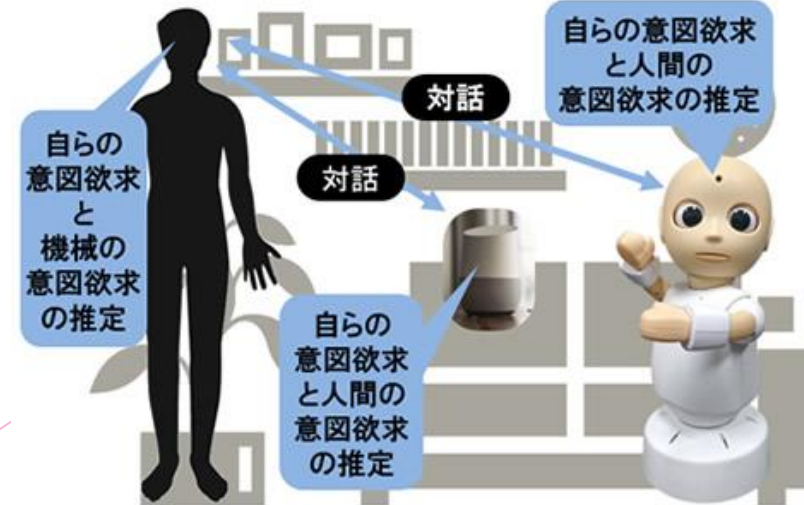 自らの
意図欲求
と
機械の
意図欲求
の推定
対話
対話
自らの
意図欲求
と人間の
意図欲求
の推定
自らの意図欲求
と人間の
意図欲求の推定